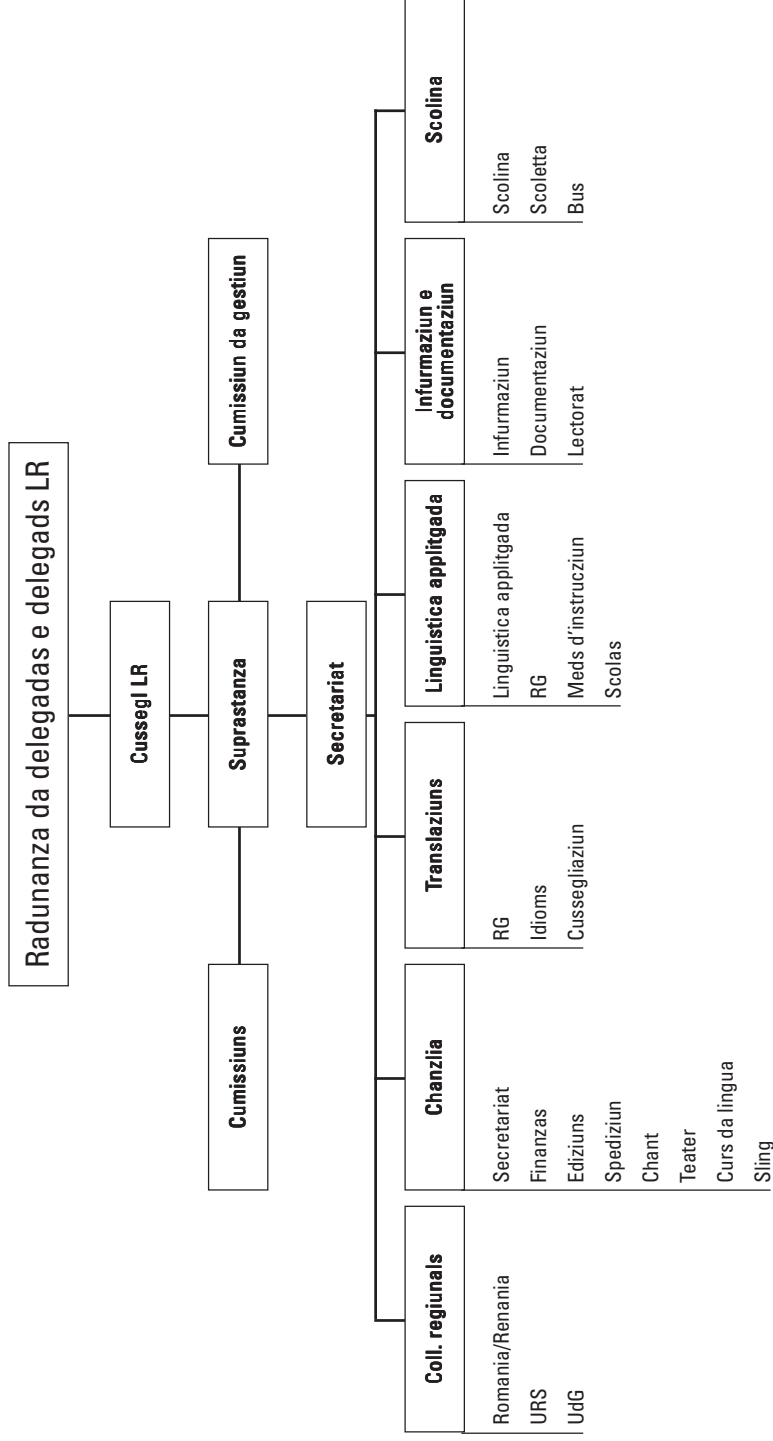 Radunanza da delegadas e delegads LR
Cussegl LR
Cumissiuns
Suprastanza
Cumissiun da gestiun
Secretariat
Coll. regiunals
Romania/Renania
URS
UdG
Chanzlia
Secretariat
Finanzas
Ediziuns
Spediziun
Chant
Teater
Curs da lingua
Sling
Translaziuns
RG
Idioms
Cussegliaziun
Linguistica applitgada
Linguistica applitgada
RG
Meds d'instrucziun
Scolas
Infurmaziun e
documentaziun
Infurmaziun
Documentaziun
Lectorat
Scolina
Scolina
Scoletta
Bus